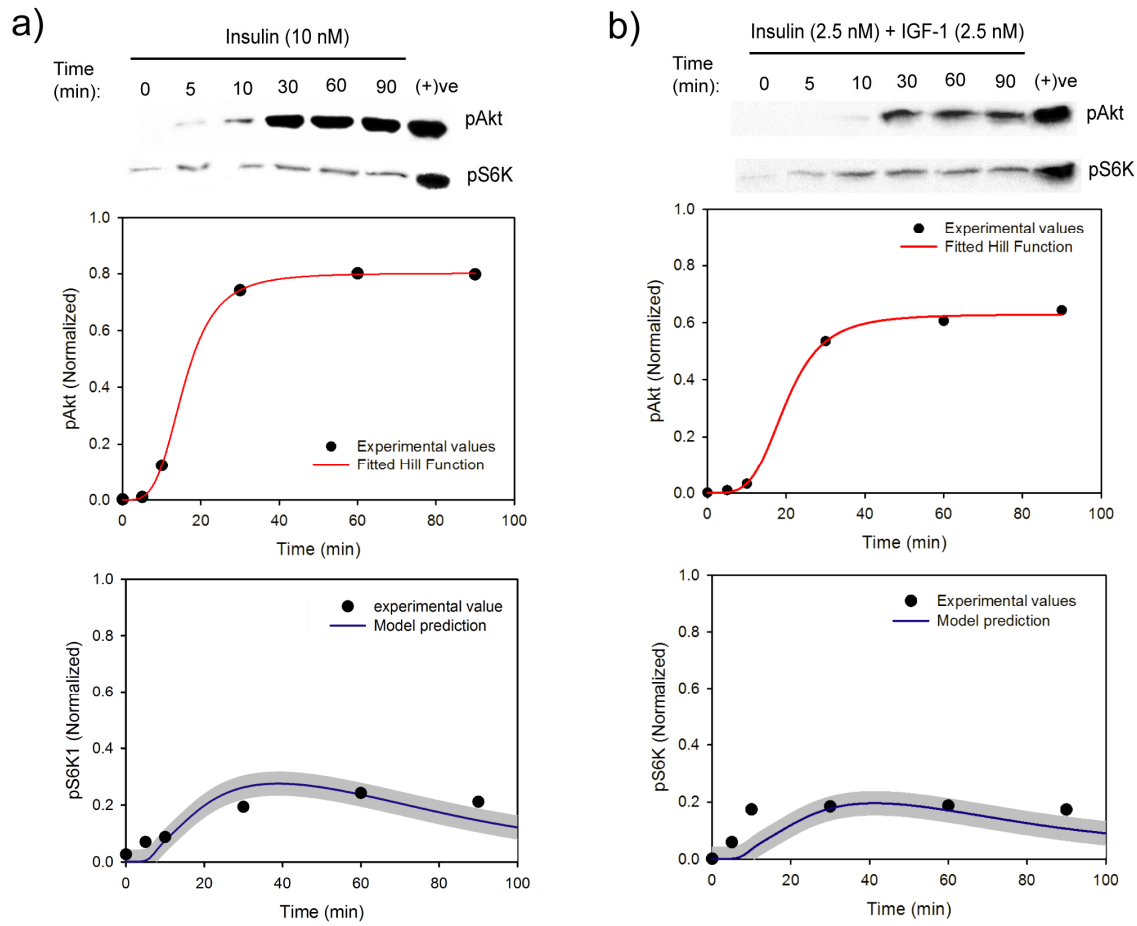 a)
Insulin (10 nM)
Time
(min):
0 5 10 30 60 90 (+)ve
pAkt
pS6K
1.0
0.8
0.6
0.4
0.2
0.0
pAkt (Normalized)
Experimental values
Fitted Hill Function
0 20 40 60 80 100
Time (min)
1.0
0.8
0.6
0.4
0.2
0.0
pS6K1 (Normalized)
experimental value
Model prediction
0 20 40 60 80 100
Time (min)
b)
Insulin (2.5 nM) + IGF-1 (2.5 nM)
Time
(min):
0 5 10 30 60 90 (+)ve
pAkt
pS6K
1.0
0.8
0.6
0.4
0.2
0.0
pAkt (Normalized)
Experimental values
Fitted Hill Function
0 20 40 60 80 100
Time (min)
1.0
0.8
0.6
0.4
0.2
0.0
pS6K (Normalized)
Experimental values
Model prediction
0 20 40 60 80 100
Time (min)